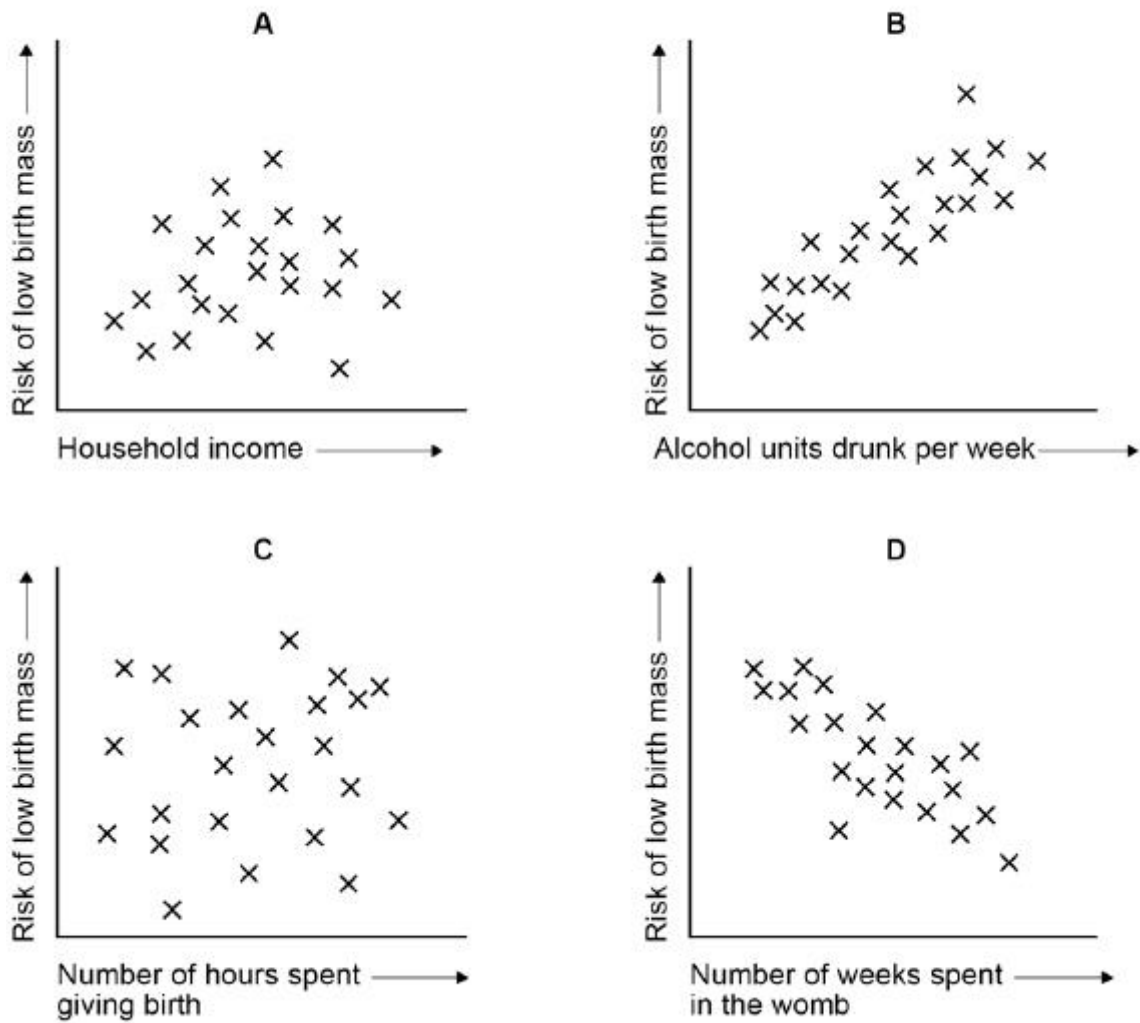 A
Risk of low birth mass
Household income
B
Risk of low birth mass
Alcohol units drunk per week
C
Risk of low birth mass
Number of hours spent
giving birth
D
Risk of low birth mass
Number of weeks spent
in the womb